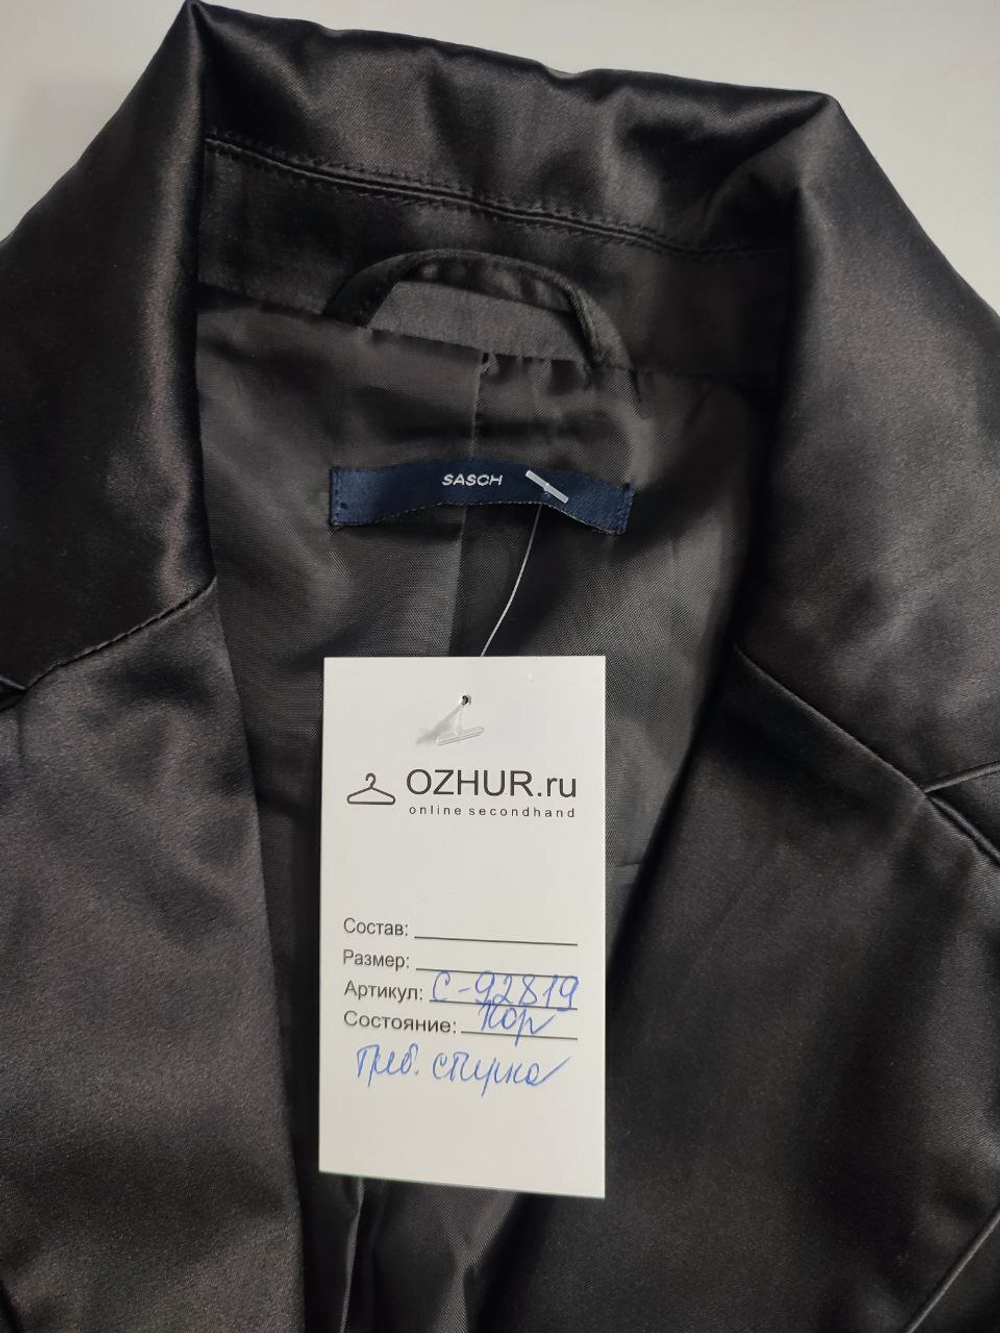 SASCH
OZHUR.ru
online secondhand
Состав:
Размер:
Артикул: С-92819
Состояние: Хор
Треб. стирка